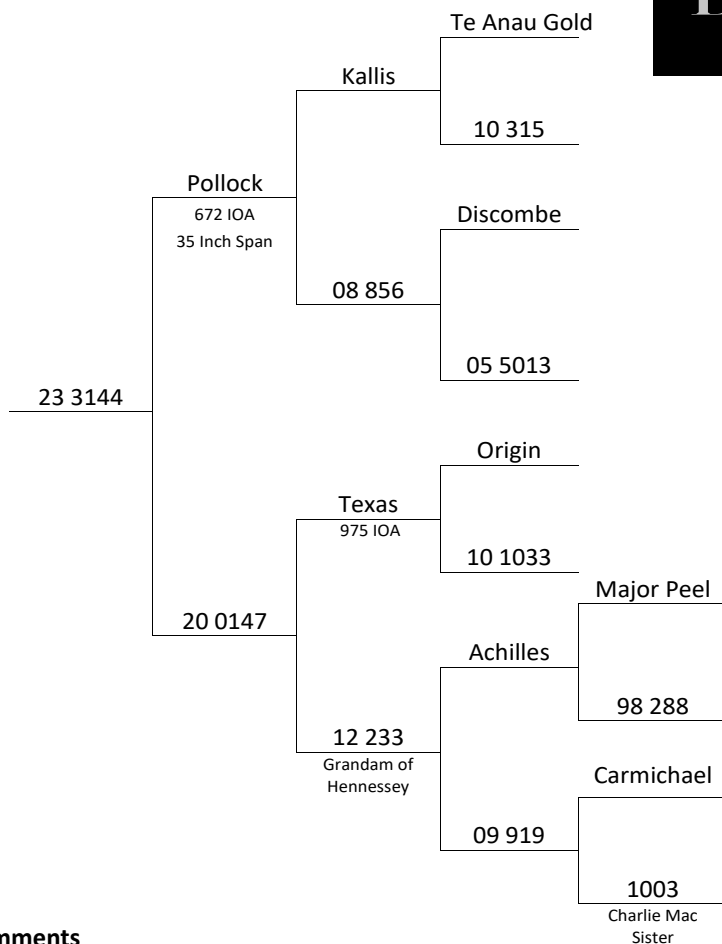 Te Anau Gold
Kallis
10 315
Pollock
672 IOA
35 Inch Span
Discombe
08 856
05 5013
23 3144
Origin
Texas
975 IOA
10 1033
Major Peel
20 0147
Achilles
98 288
12 233
Grandam of
Hennessey
Carmichael
09 919
1003
Charlie Mac
Sister